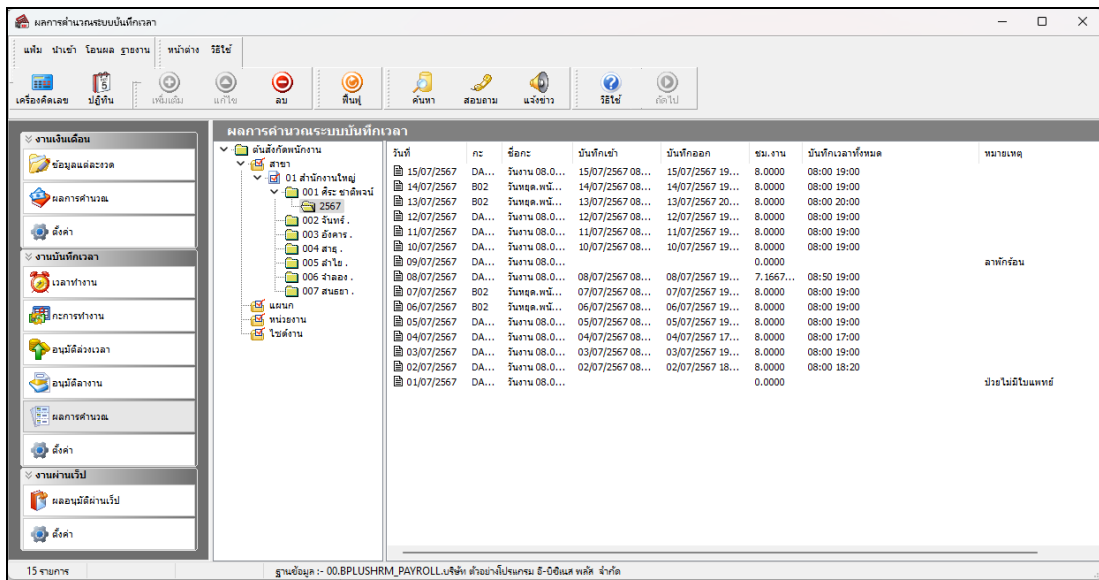 ผลการคำนวณระบบบันทึกเวลา
แฟ้ม นำเข้า โอนผล รายงาน หน้าต่าง วิธีใช้
เครื่องคิดเลข ปฏิทิน เพิ่มเติม แก้ไข ลบ ฟื้นฟู ค้นหา สอบถาม แจ้งข่าว วิธีใช้ ถัดไป
งานเงินเดือน
ข้อมูลแต่ละงวด
ผลการคำนวณ
ตั้งค่า
งานบันทึกเวลา
เวลาทำงาน
กะการทำงาน
อนุมัติล่วงเวลา
อนุมัติลางาน
ผลการคำนวณ
ตั้งค่า
งานผ่านเว็ป
ผลอนุมัติผ่านเว็ป
ตั้งค่า
ผลการคำนวณระบบบันทึกเวลา
ต้นสังกัดพนักงาน
สาขา
01 สำนักงานใหญ่
001 ศิระ ชาติพจน์
2567
002 จันทร์ .
003 อังคาร .
004 สายุ .
005 ลำไย .
006 จำลอง .
007 สนธยา .
แผนก
หน่วยงาน
ไซต์งาน
วันที่ กะ ชื่อกะ บันทึกเข้า บันทึกออก ชม.งาน บันทึกเวลาทั้งหมด หมายเหตุ
15/07/2567 DA... วันงาน 08.0... 15/07/2567 08... 15/07/2567 19... 8.0000 08:00 19:00
14/07/2567 B02 วันหยุด.พนั... 14/07/2567 08... 14/07/2567 19... 8.0000 08:00 19:00
13/07/2567 B02 วันหยุด.พนั... 13/07/2567 08... 13/07/2567 20... 8.0000 08:00 20:00
12/07/2567 DA... วันงาน 08.0... 12/07/2567 08... 12/07/2567 19... 8.0000 08:00 19:00
11/07/2567 DA... วันงาน 08.0... 11/07/2567 08... 11/07/2567 19... 8.0000 08:00 19:00
10/07/2567 DA... วันงาน 08.0... 10/07/2567 08... 10/07/2567 19... 8.0000 08:00 19:00
09/07/2567 DA... วันงาน 08.0... 0.0000 ลาพักร้อน
08/07/2567 DA... วันงาน 08.0... 08/07/2567 08... 08/07/2567 19... 7.1667... 08:50 19:00
07/07/2567 B02 วันหยุด.พนั... 07/07/2567 08... 07/07/2567 19... 8.0000 08:00 19:00
06/07/2567 B02 วันหยุด.พนั... 06/07/2567 08... 06/07/2567 19... 8.0000 08:00 19:00
05/07/2567 DA... วันงาน 08.0... 05/07/2567 08... 05/07/2567 19... 8.0000 08:00 19:00
04/07/2567 DA... วันงาน 08.0... 04/07/2567 08... 04/07/2567 17... 8.0000 08:00 17:00
03/07/2567 DA... วันงาน 08.0... 03/07/2567 08... 03/07/2567 19... 8.0000 08:00 19:00
02/07/2567 DA... วันงาน 08.0... 02/07/2567 08... 02/07/2567 18... 8.0000 08:00 18:20
01/07/2567 DA... วันงาน 08.0... 0.0000 ป่วยไม่มีใบแพทย์
15 รายการ ฐานข้อมูล :- 00.BPLUSHRM_PAYROLL.บริษัท ตัวอย่างโปรแกรม อี-บิซิเนส พลัส จำกัด